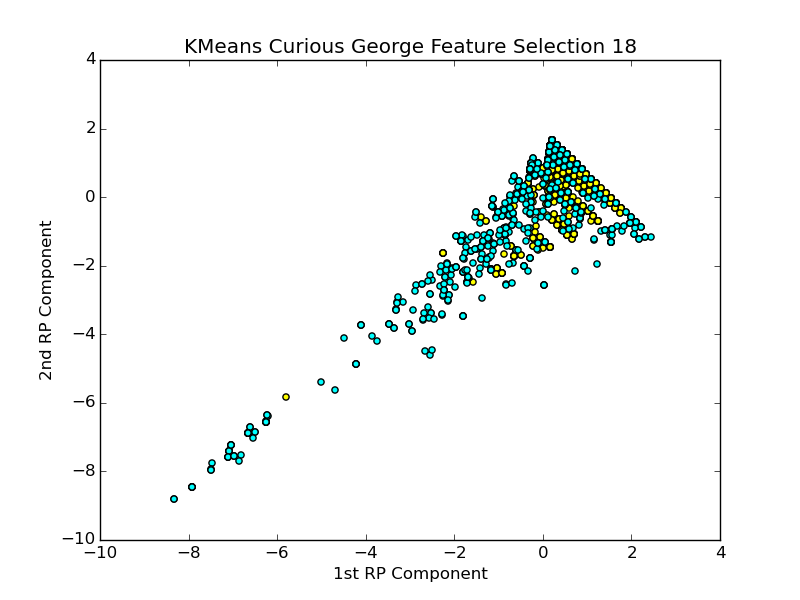 KMeans Curious George Feature Selection 18
4
2
0
−2
−4
−6
−8
−10
2nd RP Component
−10 −8 −6 −4 −2 0 2 4
1st RP Component